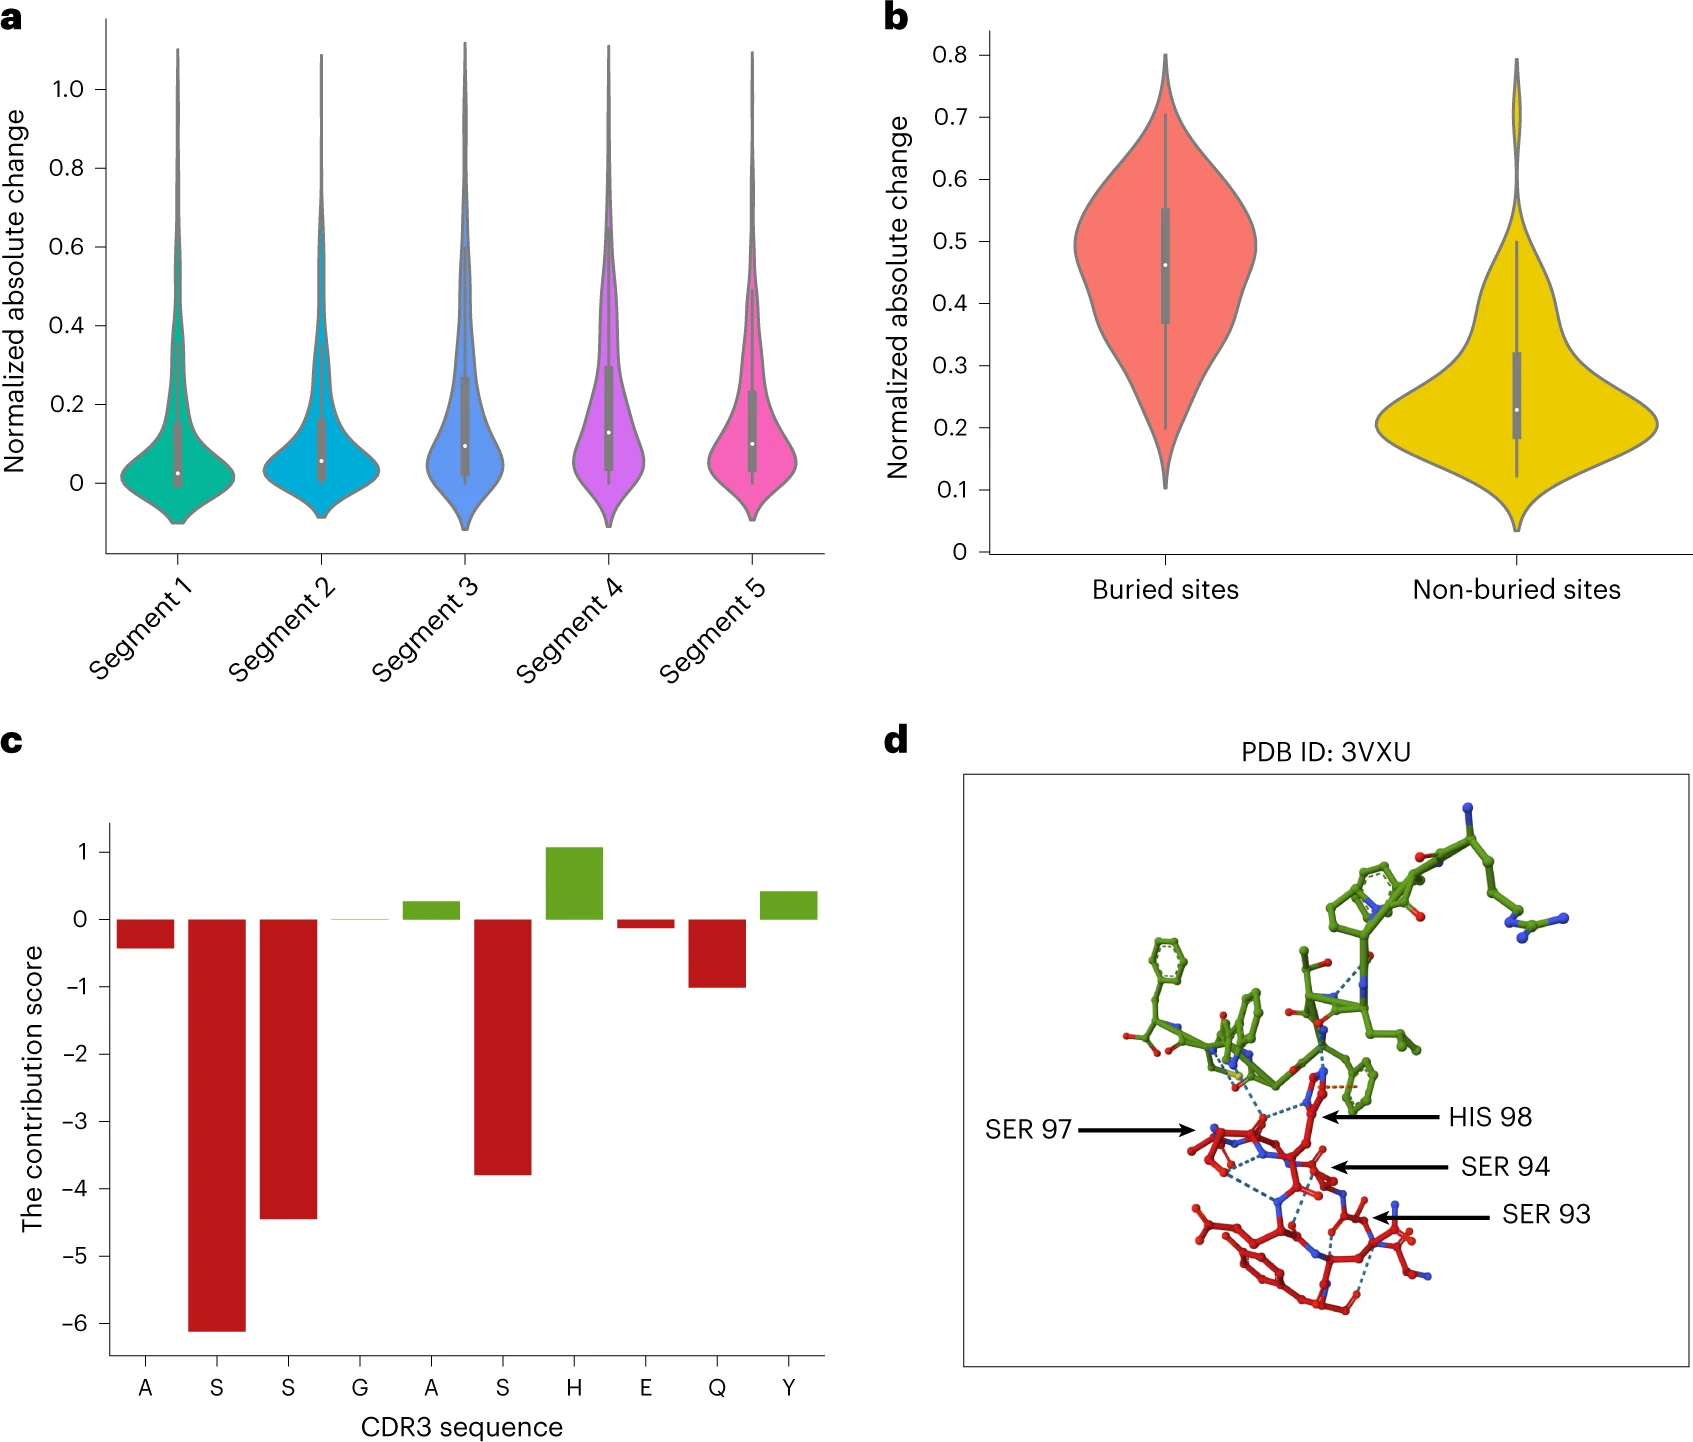 a
Normalized absolute change
1.0
0.8
0.6
0.4
0.2
0
Segment 1
Segment 2
Segment 3
Segment 4
Segment 5
b
Normalized absolute change
0.8
0.7
0.6
0.5
0.4
0.3
0.2
0.1
0
Buried sites
Non-buried sites
c
The contribution score
1
0
−1
−2
−3
−4
−5
−6
A S S G A S H E Q Y
CDR3 sequence
d
PDB ID: 3VXU
SER 97
HIS 98
SER 94
SER 93